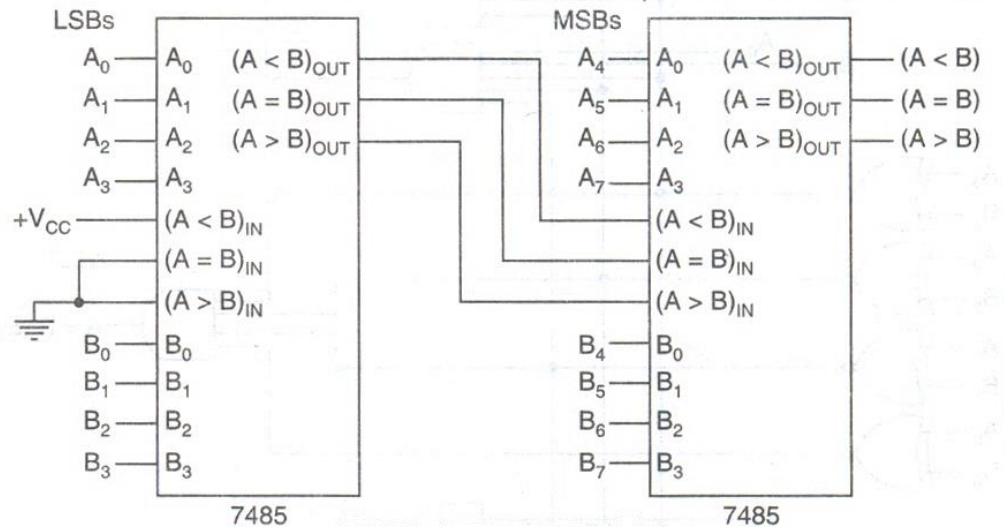 LSBs
MSBs
A₀ A₀ (A < B)OUT
A₁ A₁ (A = B)OUT
A₂ A₂ (A > B)OUT
A₃ A₃
+VCC (A < B)IN
(A = B)IN
(A > B)IN
B₀ B₀
B₁ B₁
B₂ B₂
B₃ B₃
7485
A₄ A₀ (A < B)OUT (A < B)
A₅ A₁ (A = B)OUT (A = B)
A₆ A₂ (A > B)OUT (A > B)
A₇ A₃
(A < B)IN
(A = B)IN
(A > B)IN
B₄ B₀
B₅ B₁
B₆ B₂
B₇ B₃
7485